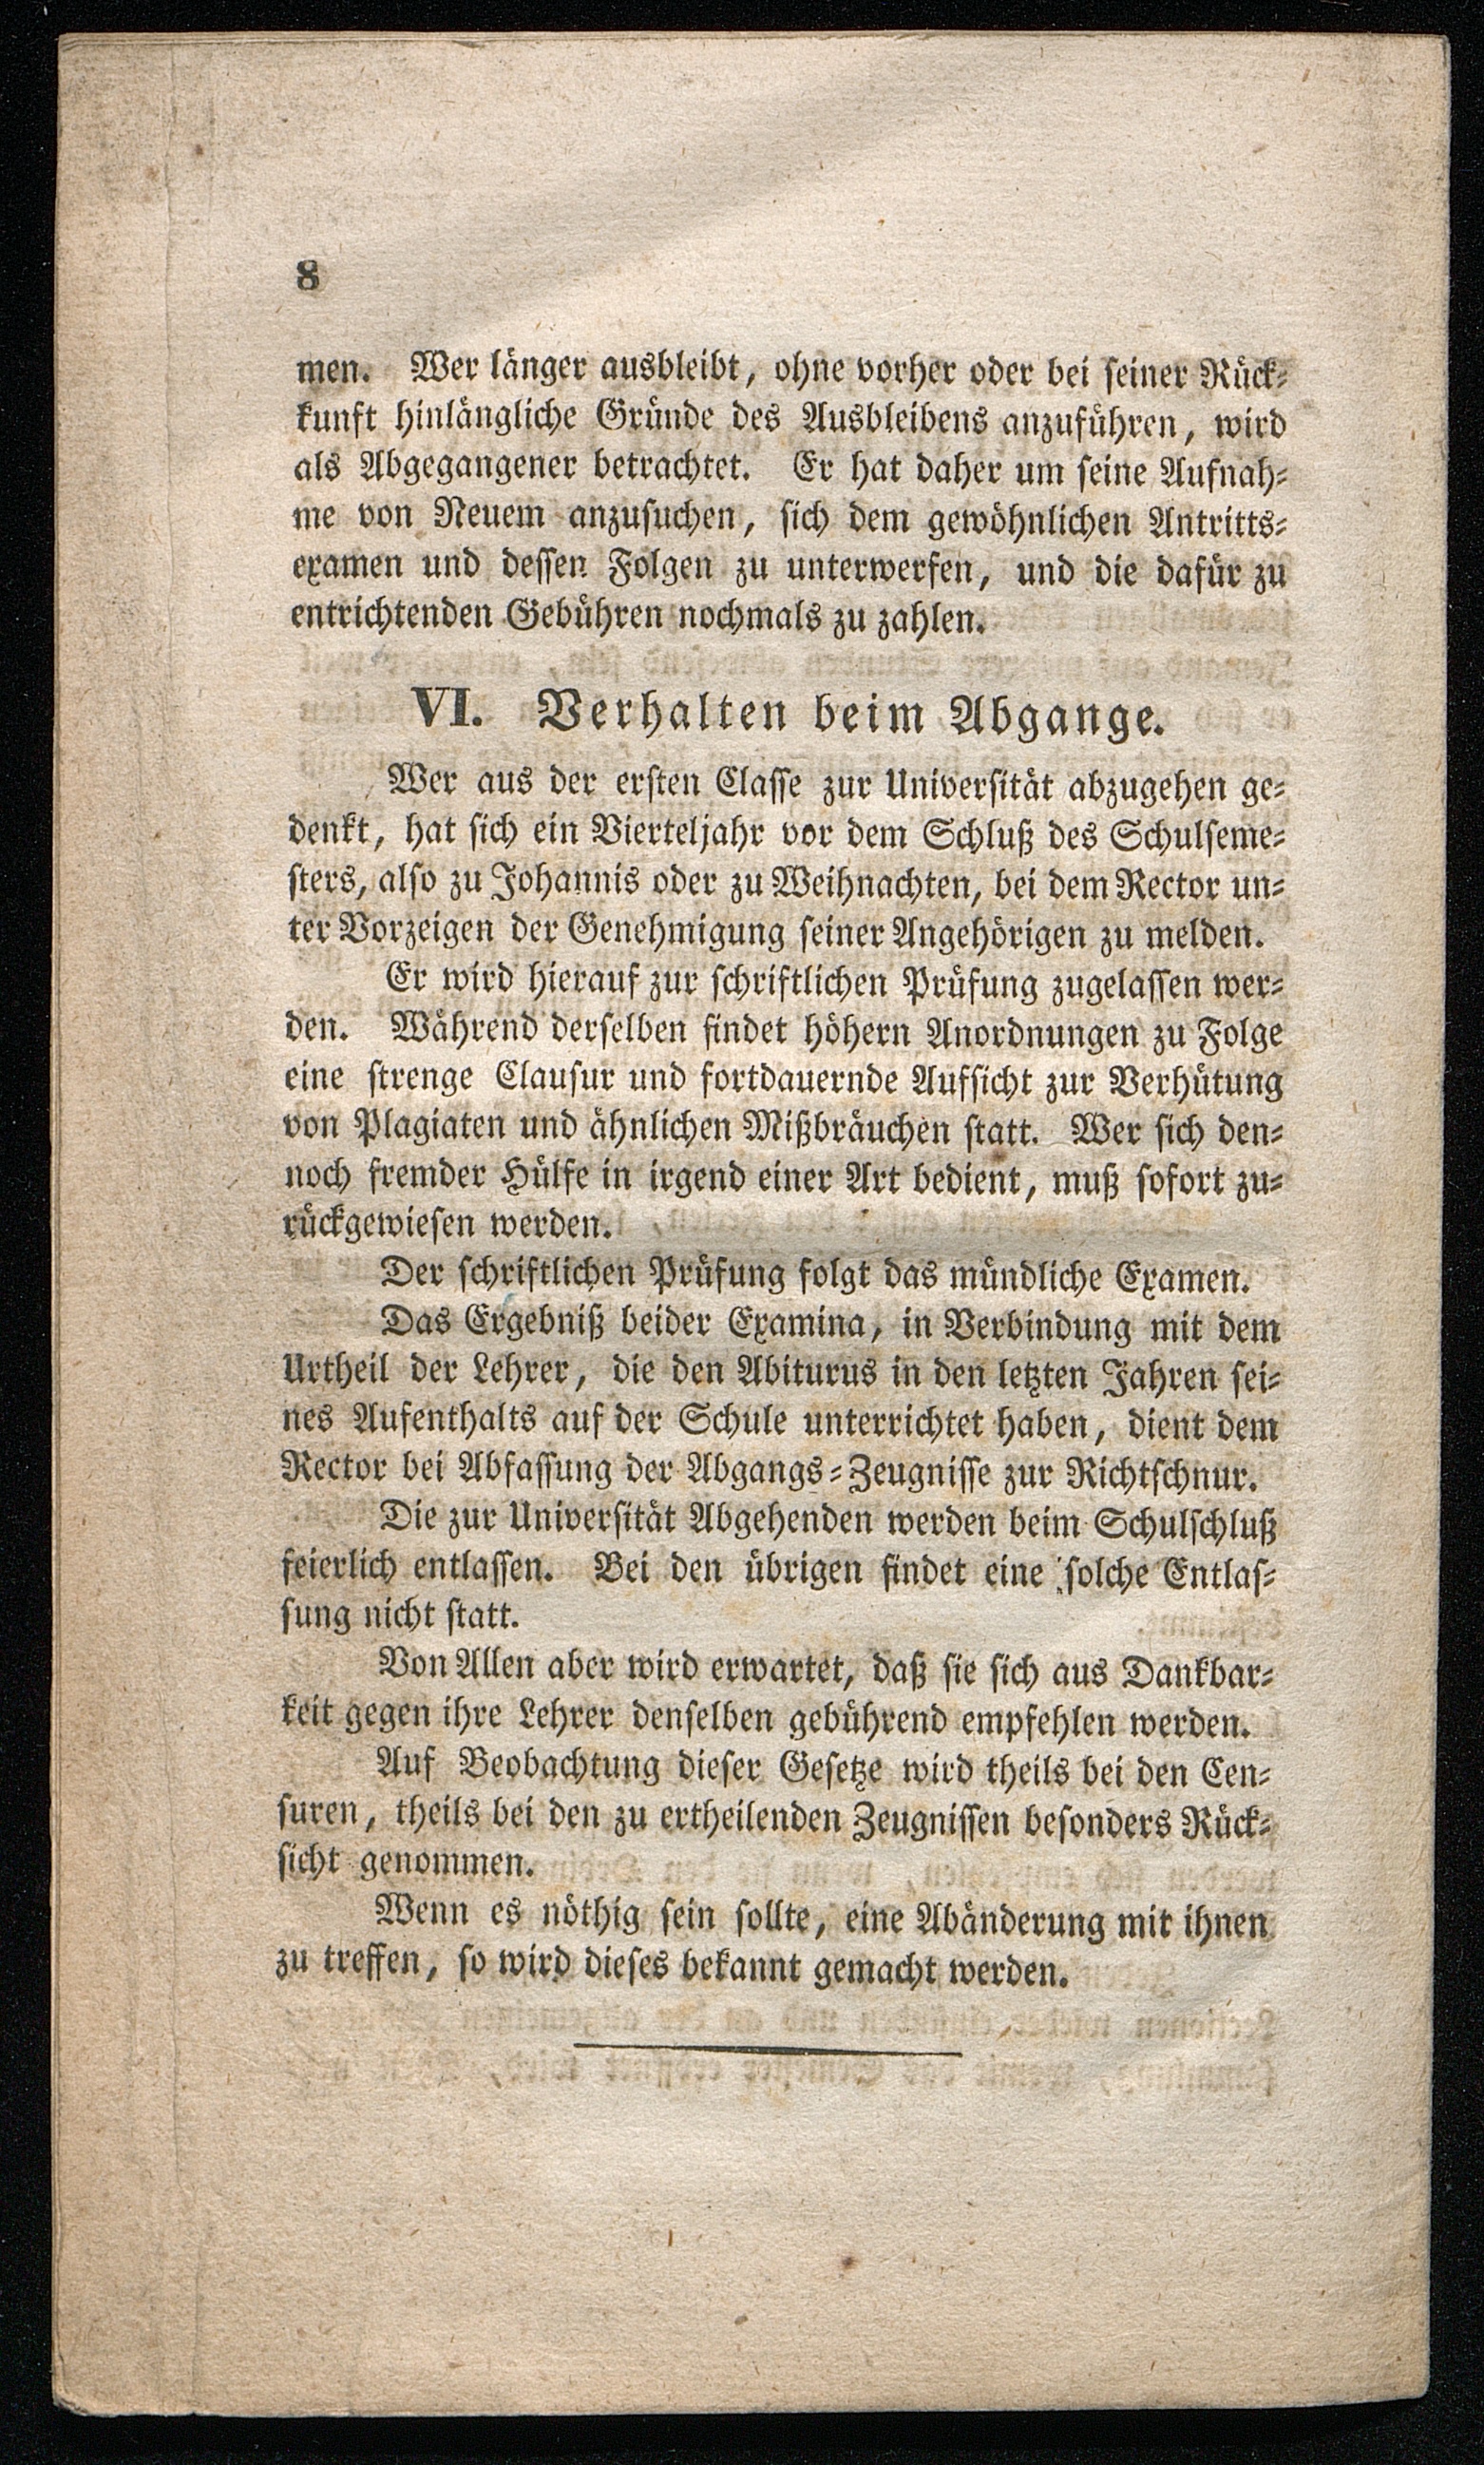 8
men. Wer länger ausbleibt, ohne vorher oder bei seiner Rück-
kunft hinlängliche Gründe des Ausbleibens anzuführen, wird
als Abgegangener betrachtet. Er hat daher um seine Aufnah-
me von Neuem anzusuchen, sich dem gewöhnlichen Antritts-
examen und dessen Folgen zu unterwerfen, und die dafür zu
entrichtenden Gebühren nochmals zu zahlen.
VI. Verhalten beim Abgange.
Wer aus der ersten Classe zur Universität abzugehen ge-
denkt, hat sich ein Vierteljahr vor dem Schluß des Schulseme-
sters, also zu Johannis oder zu Weihnachten, bei dem Rector un-
ter Vorzeigen der Genehmigung seiner Angehörigen zu melden.
Er wird hierauf zur schriftlichen Prüfung zugelassen wer-
den. Während derselben findet höhern Anordnungen zu Folge
eine strenge Clausur und fortdauernde Aufsicht zur Verhütung
von Plagiaten und ähnlichen Mißbräuchen statt. Wer sich den-
noch fremder Hülfe in irgend einer Art bedient, muß sofort zu-
rückgewiesen werden.
Der schriftlichen Prüfung folgt das mündliche Examen.
Das Ergebniß beider Examina, in Verbindung mit dem
Urtheil der Lehrer, die den Abiturus in den letzten Jahren sei-
nes Aufenthalts auf der Schule unterrichtet haben, dient dem
Rector bei Abfassung der Abgangs-Zeugnisse zur Richtschnur.
Die zur Universität Abgehenden werden beim Schulschluß
feierlich entlassen. Bei den übrigen findet eine solche Entlas-
sung nicht statt.
Von Allen aber wird erwartet, daß sie sich aus Dankbar-
keit gegen ihre Lehrer denselben gebührend empfehlen werden.
Auf Beobachtung dieser Gesetze wird theils bei den Cen-
suren, theils bei den zu ertheilenden Zeugnissen besonders Rück-
sicht genommen.
Wenn es nöthig sein sollte, eine Abänderung mit ihnen
zu treffen, so wird dieses bekannt gemacht werden.